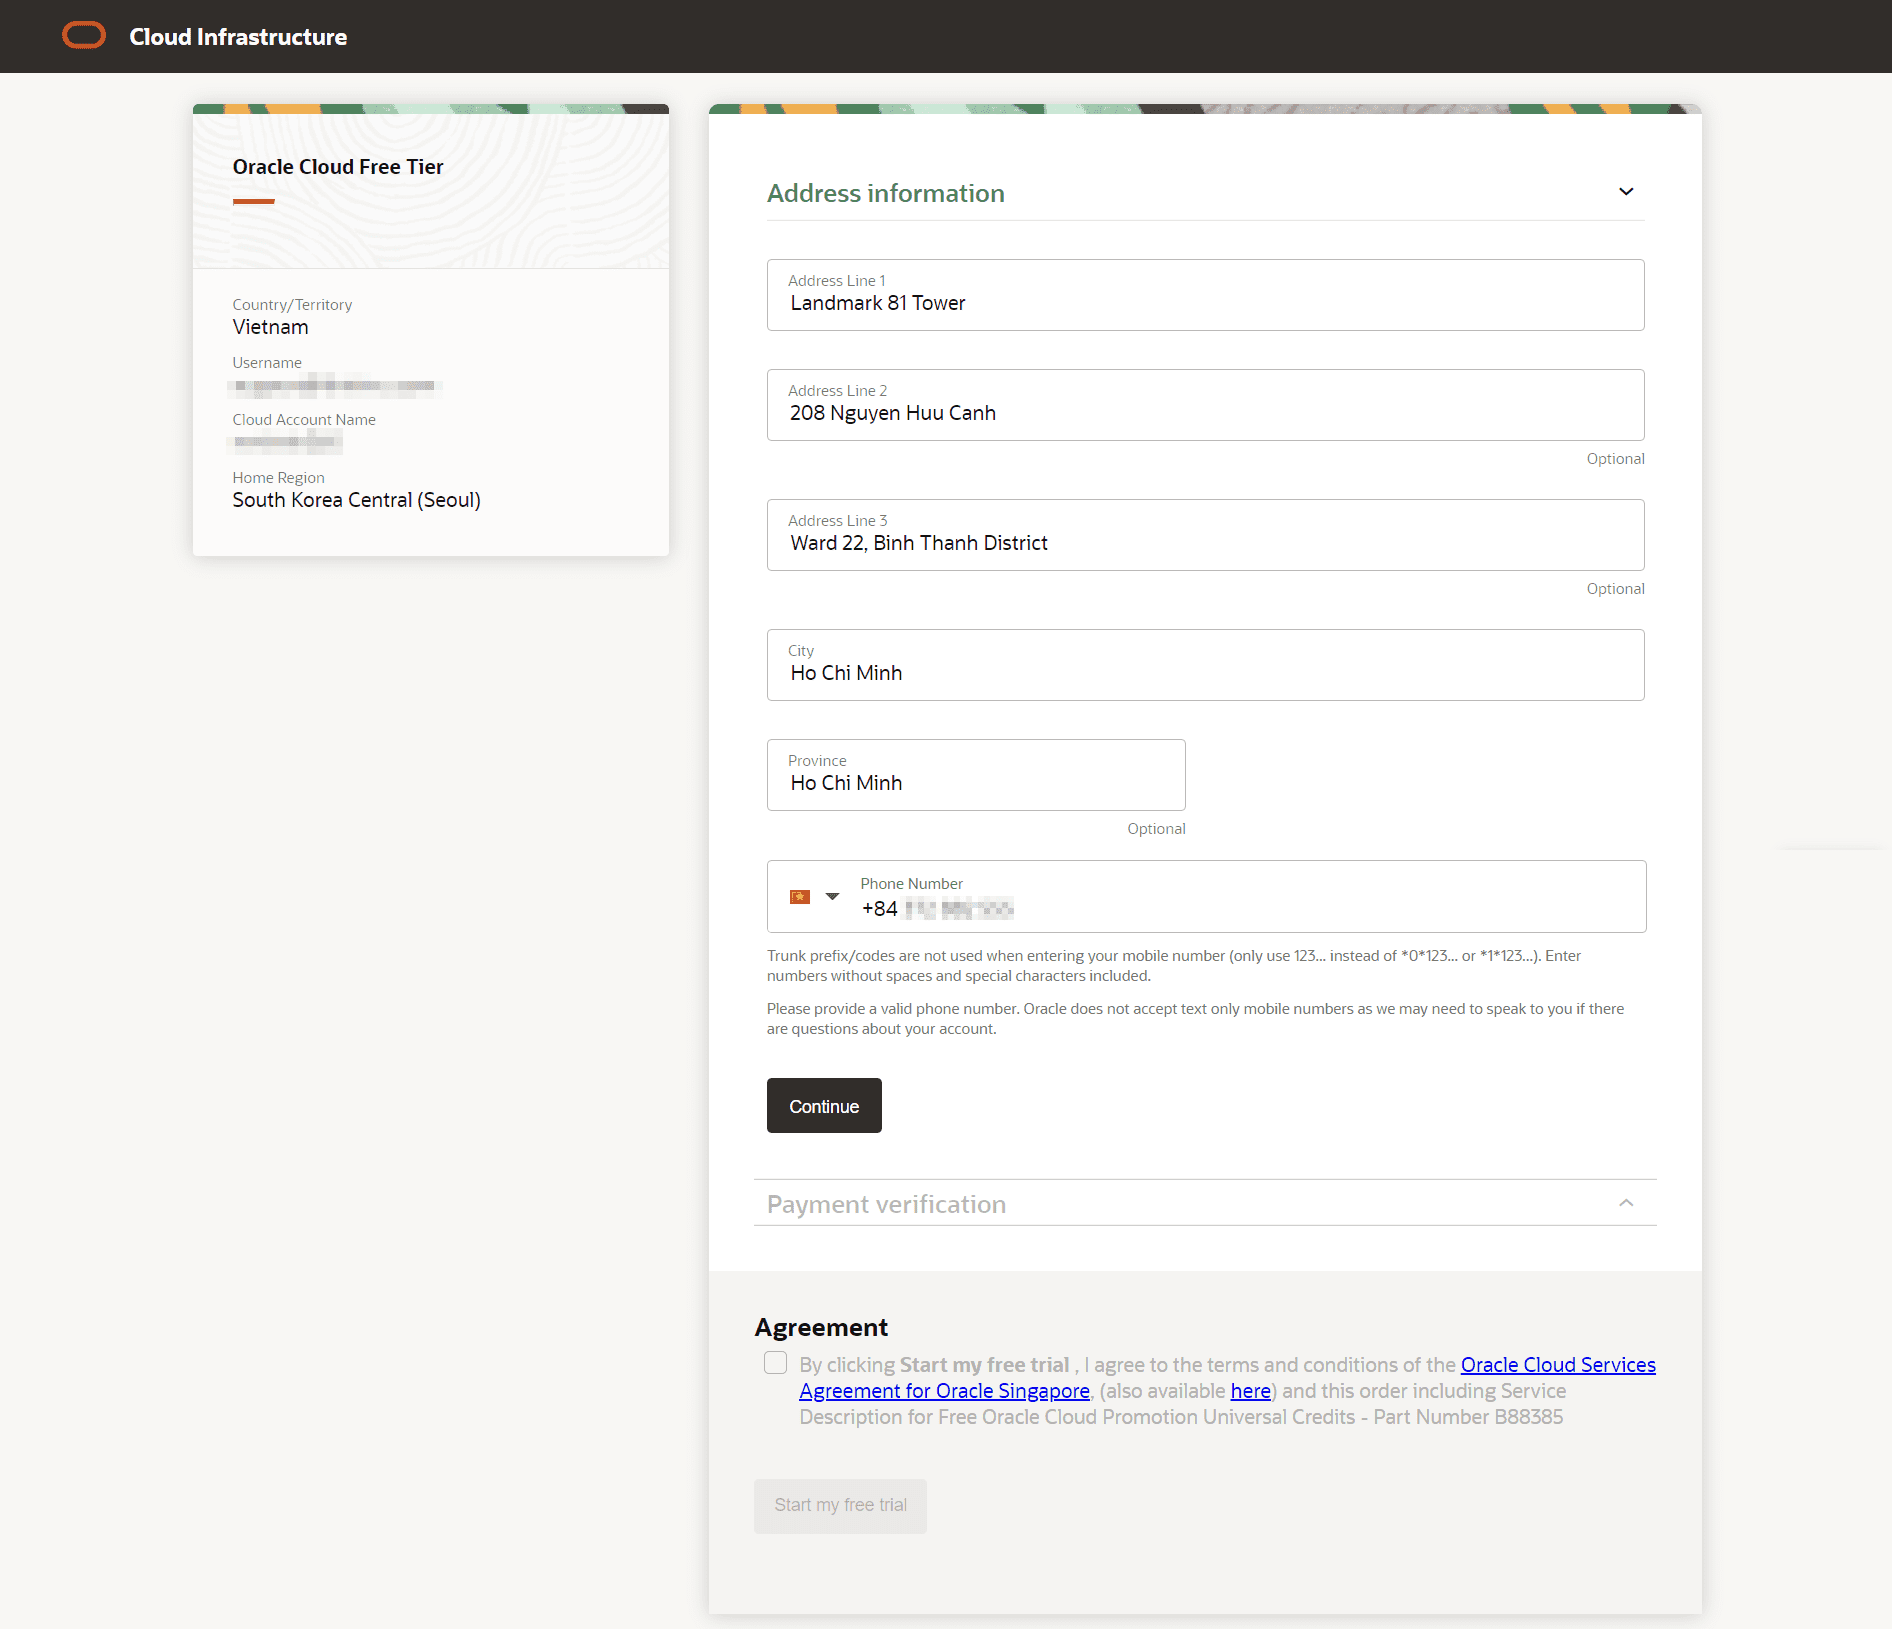 Cloud Infrastructure
Oracle Cloud Free Tier
Country/Territory
Vietnam
Username
Cloud Account Name
Home Region
South Korea Central (Seoul)
Address information
Address Line 1
Landmark 81 Tower
Address Line 2
208 Nguyen Huu Canh
Optional
Address Line 3
Ward 22, Binh Thanh District
Optional
City
Ho Chi Minh
Province
Ho Chi Minh
Optional
Phone Number
+84
Trunk prefix/codes are not used when entering your mobile number (only use 123... instead of *0*123... or *1*123...). Enter
numbers without spaces and special characters included.
Please provide a valid phone number. Oracle does not accept text only mobile numbers as we may need to speak to you if there
are questions about your account.
Continue
Payment verification
Agreement
By clicking Start my free trial , I agree to the terms and conditions of the Oracle Cloud Services
Agreement for Oracle Singapore, (also available here) and this order including Service
Description for Free Oracle Cloud Promotion Universal Credits - Part Number B88385
Start my free trial